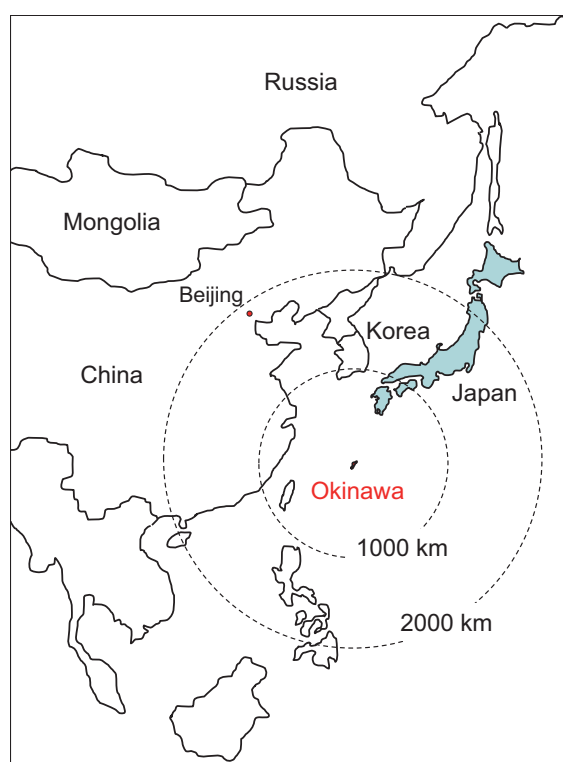 Russia
Mongolia
Beijing
Korea
China
Japan
Okinawa
1000 km
2000 km